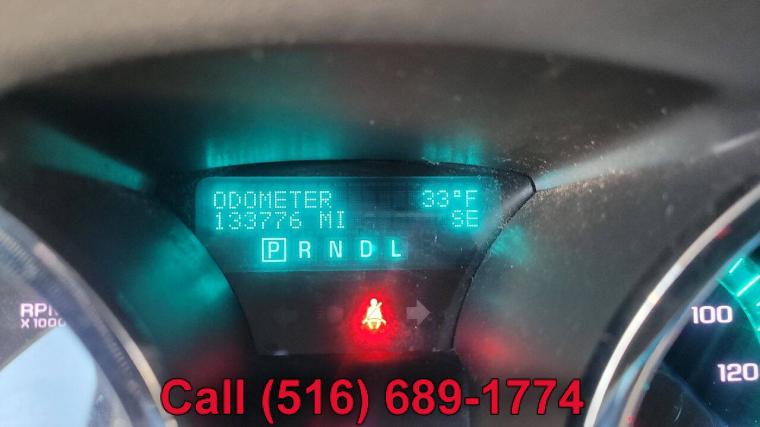 ODOMETER 33°F
133776 MI SE
P R N D L
RPM
X 1000
100
120
Call (516) 689-1774